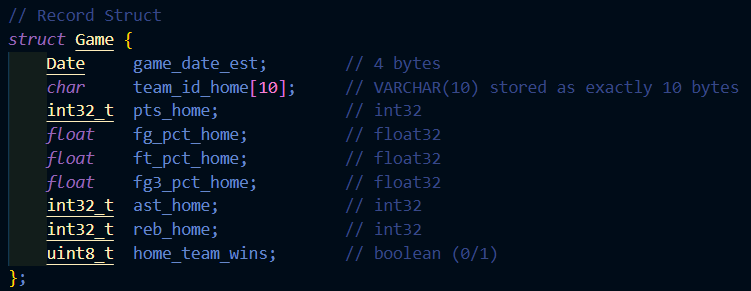 // Record Struct
struct Game {
    Date    game_date_est;        // 4 bytes
    char    team_id_home[10];     // VARCHAR(10) stored as exactly 10 bytes
    int32_t pts_home;             // int32
    float   fg_pct_home;          // float32
    float   ft_pct_home;          // float32
    float   fg3_pct_home;         // float32
    int32_t ast_home;             // int32
    int32_t reb_home;             // int32
    uint8_t home_team_wins;       // boolean (0/1)
};